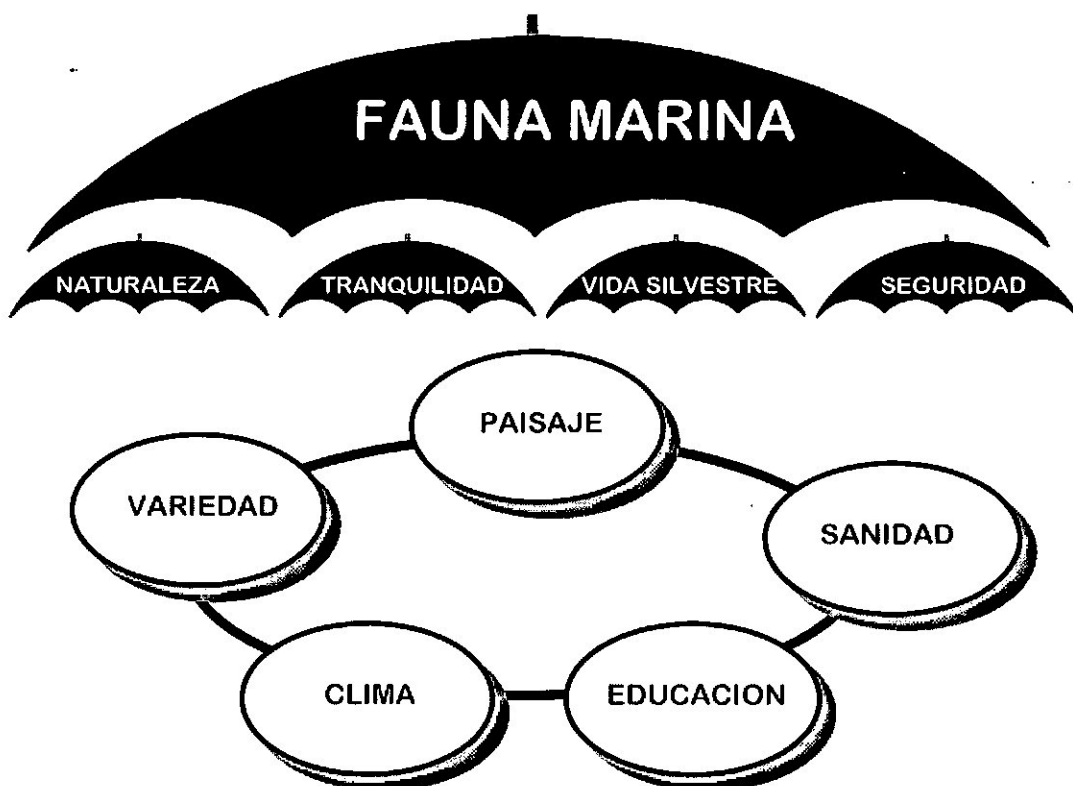 FAUNA MARINA
NATURALEZA TRANQUILIDAD VIDA SILVESTRE SEGURIDAD
PAISAJE
VARIEDAD
SANIDAD
CLIMA
EDUCACION